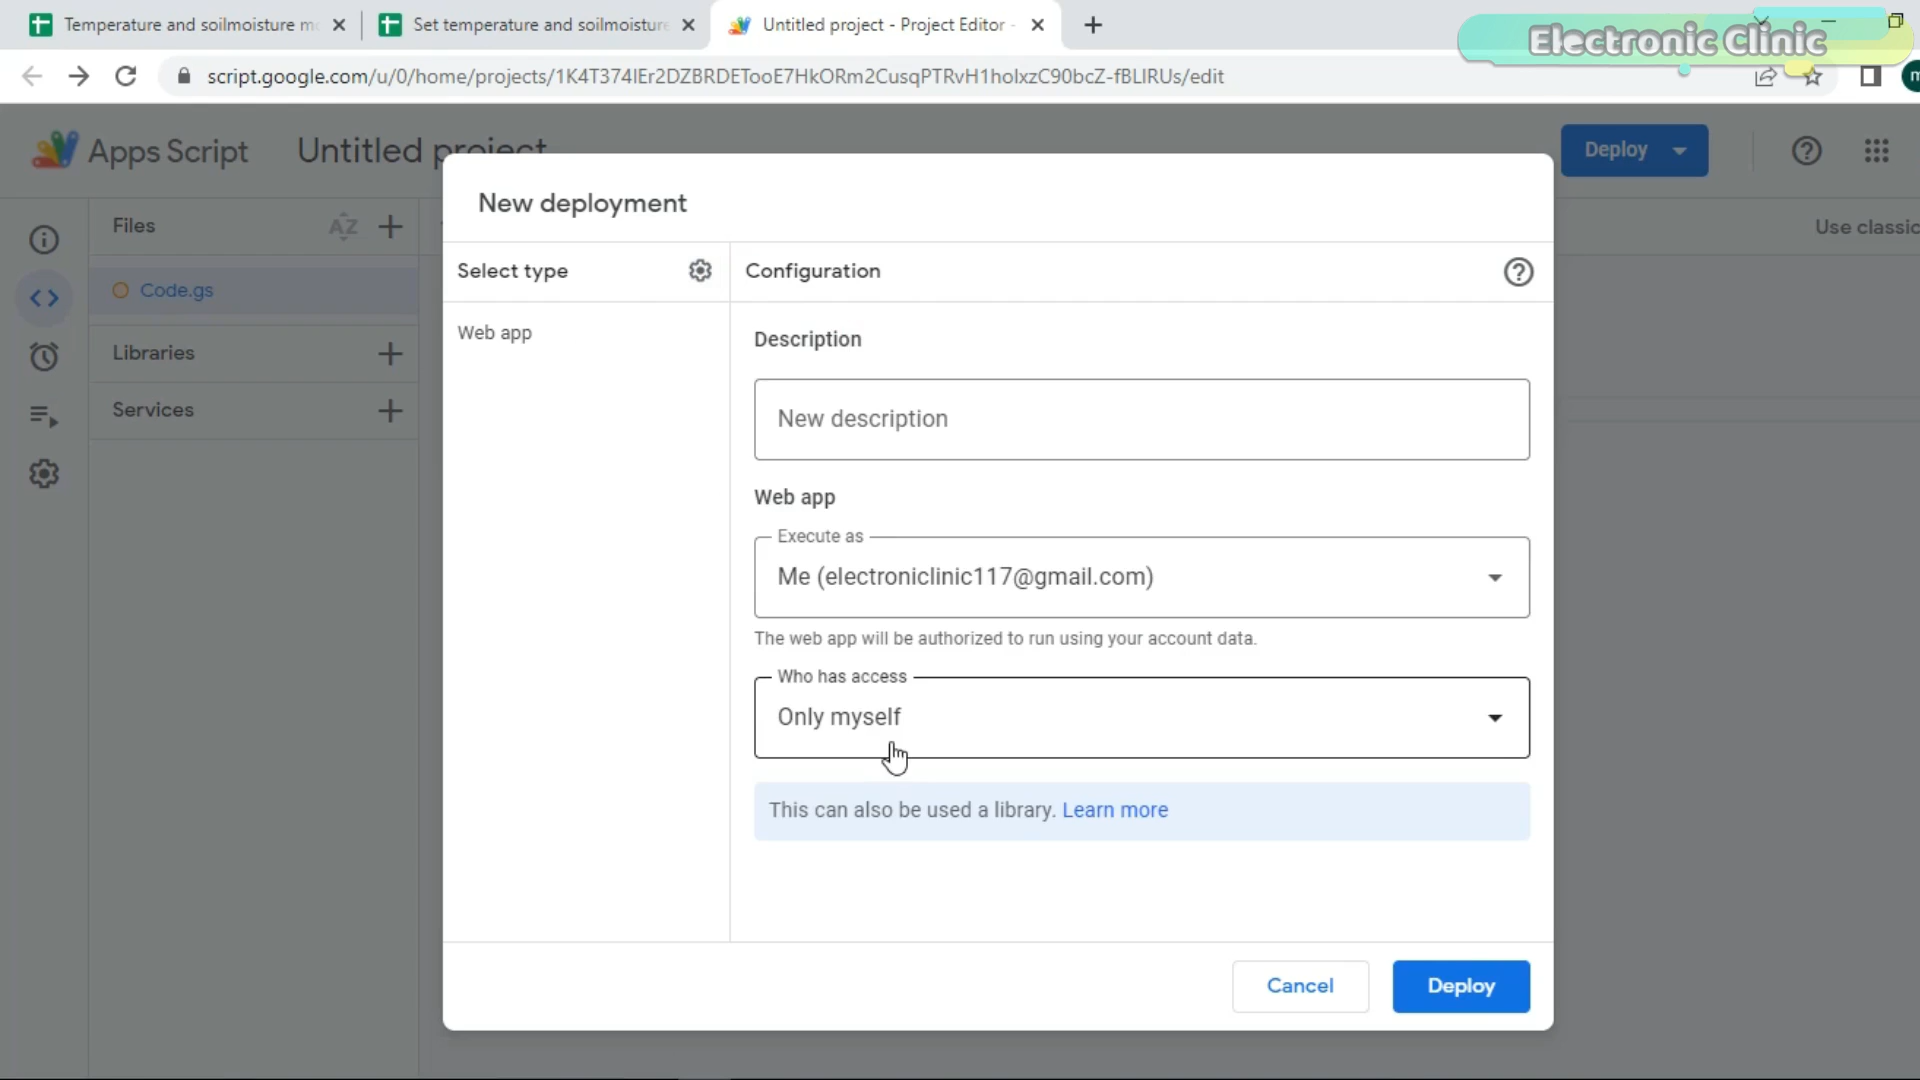 Temperature and soilmoisture m
Set temperature and soilmoisture
Untitled project - Project Editor -
Electronic Clinic
script.google.com/u/0/home/projects/1K4T374lEr2DZBRDETooE7HkORm2CusqPTRvH1holxzC90bcZ-fBLlRUs/edit
Apps Script
Untitled project
Deploy
New deployment
Files
AZ
Use classic
Select type
Configuration
Code.gs
Web app
Description
Libraries
New description
Services
Web app
Execute as
Me (electroniclinic117@gmail.com)
The web app will be authorized to run using your account data.
Who has access
Only myself
This can also be used a library. Learn more
Cancel
Deploy